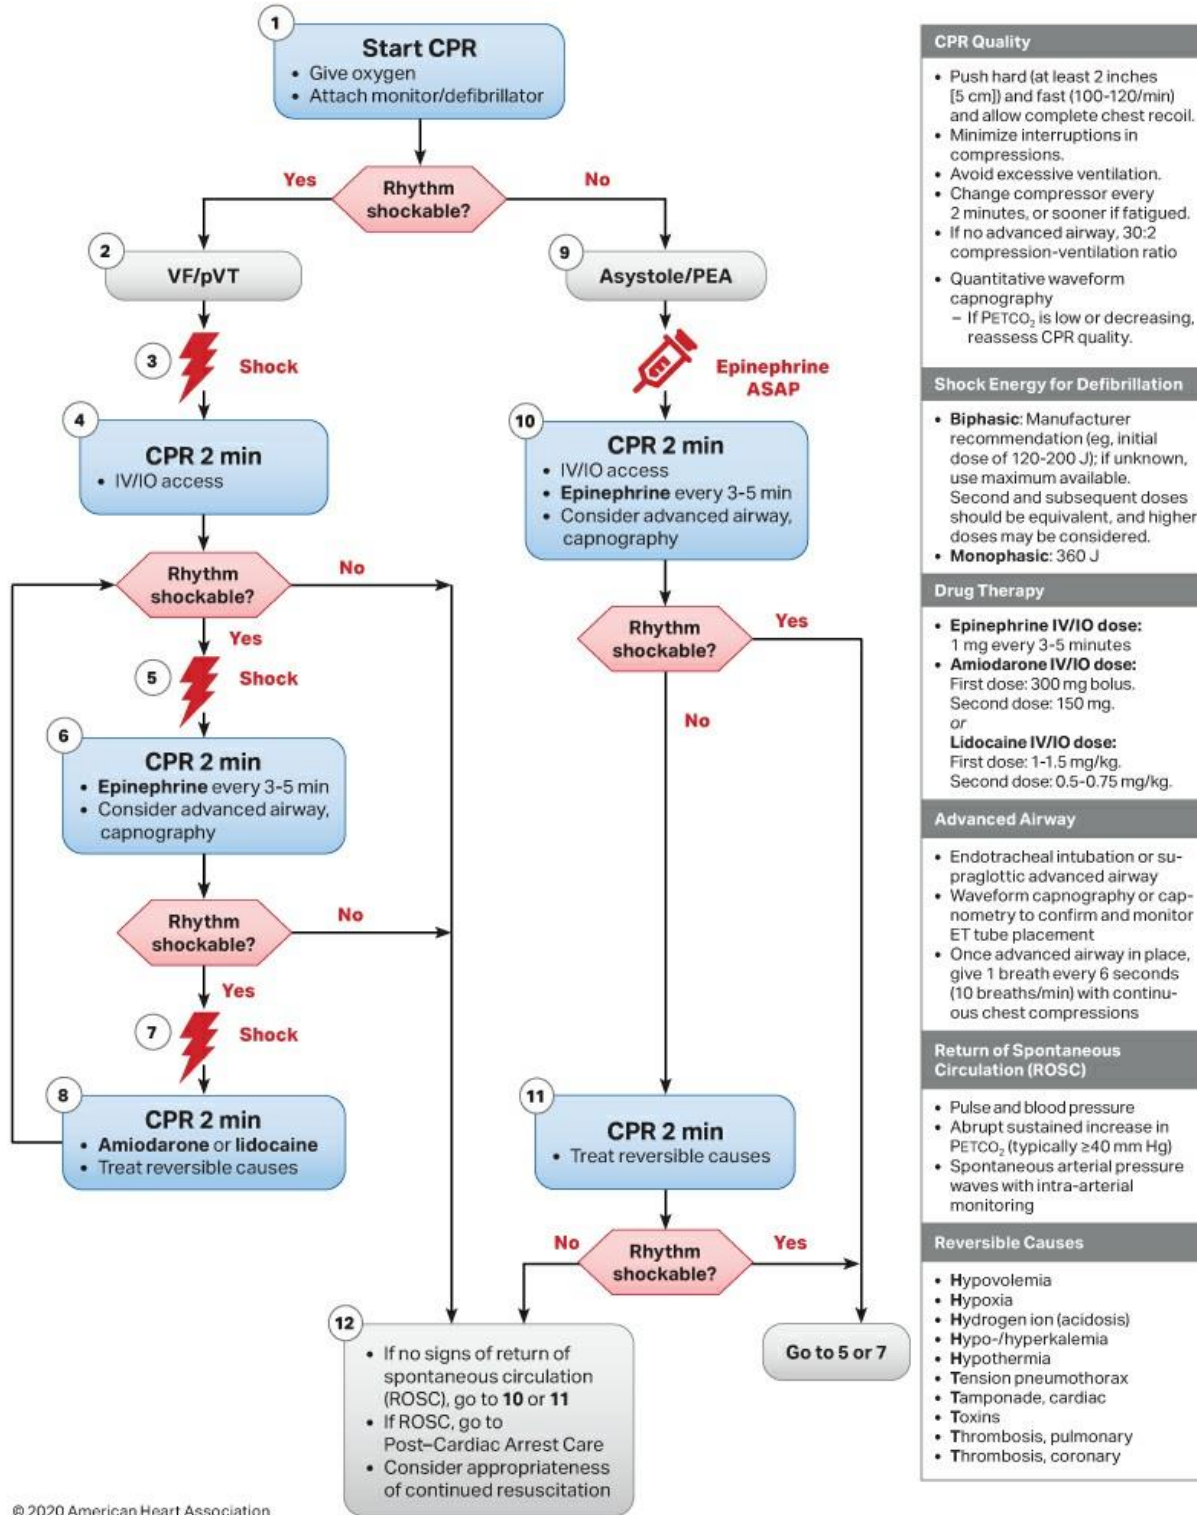 1
Start CPR
• Give oxygen
• Attach monitor/defibrillator
Rhythm
shockable?
Yes
No
2
VF/pVT
3
Shock
4
CPR 2 min
• IV/IO access
Rhythm
shockable?
No
Yes
5
Shock
6
CPR 2 min
• Epinephrine every 3-5 min
• Consider advanced airway,
capnography
Rhythm
shockable?
No
Yes
7
Shock
8
CPR 2 min
• Amiodarone or lidocaine
• Treat reversible causes
9
Asystole/PEA
Epinephrine
ASAP
10
CPR 2 min
• IV/IO access
• Epinephrine every 3-5 min
• Consider advanced airway,
capnography
Rhythm
shockable?
Yes
No
11
CPR 2 min
• Treat reversible causes
Rhythm
shockable?
No
Yes
12
• If no signs of return of
spontaneous circulation
(ROSC), go to 10 or 11
• If ROSC, go to
Post–Cardiac Arrest Care
• Consider appropriateness
of continued resuscitation
Go to 5 or 7
CPR Quality
• Push hard (at least 2 inches
[5 cm]) and fast (100-120/min)
and allow complete chest recoil.
• Minimize interruptions in
compressions.
• Avoid excessive ventilation.
• Change compressor every
2 minutes, or sooner if fatigued.
• If no advanced airway, 30:2
compression-ventilation ratio
• Quantitative waveform
capnography
– If PETCO₂ is low or decreasing,
reassess CPR quality.
Shock Energy for Defibrillation
• Biphasic: Manufacturer
recommendation (eg, initial
dose of 120-200 J); if unknown,
use maximum available.
Second and subsequent doses
should be equivalent, and higher
doses may be considered.
• Monophasic: 360 J
Drug Therapy
• Epinephrine IV/IO dose:
1 mg every 3-5 minutes
• Amiodarone IV/IO dose:
First dose: 300 mg bolus.
Second dose: 150 mg.
or
Lidocaine IV/IO dose:
First dose: 1-1.5 mg/kg.
Second dose: 0.5-0.75 mg/kg.
Advanced Airway
• Endotracheal intubation or su-
praglottic advanced airway
• Waveform capnography or cap-
nometry to confirm and monitor
ET tube placement
• Once advanced airway in place,
give 1 breath every 6 seconds
(10 breaths/min) with continu-
ous chest compressions
Return of Spontaneous
Circulation (ROSC)
• Pulse and blood pressure
• Abrupt sustained increase in
PETCO₂ (typically ≥40 mm Hg)
• Spontaneous arterial pressure
waves with intra-arterial
monitoring
Reversible Causes
• Hypovolemia
• Hypoxia
• Hydrogen ion (acidosis)
• Hypo-/hyperkalemia
• Hypothermia
• Tension pneumothorax
• Tamponade, cardiac
• Toxins
• Thrombosis, pulmonary
• Thrombosis, coronary
© 2020 American Heart Association